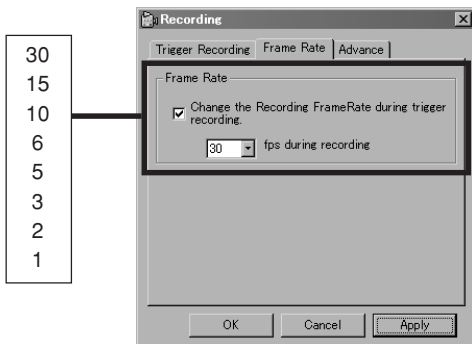 Recording
Trigger Recording Frame Rate Advance
30
15
10
6
5
3
2
1
Frame Rate
Change the Recording FrameRate during trigger
recording.
30 fps during recording
OK Cancel Apply